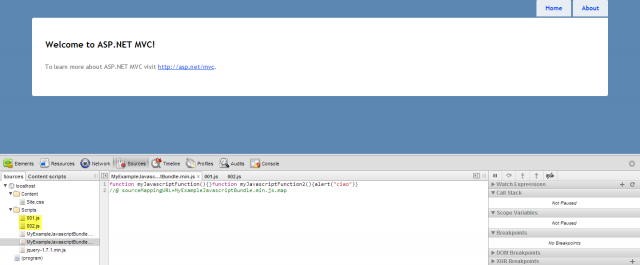 Home About
Welcome to ASP.NET MVC!
To learn more about ASP.NET MVC visit http://asp.net/mvc.
Elements Resources Network Sources Timeline Profiles Audits Console
Sources Content scripts MyExampleJavasc...tBundle.min.js × 001.js 002.js
localhost
Content
Site.css
Scripts
001.js
002.js
MyExampleJavascriptBundle....
MyExampleJavascriptBundle....
jquery-1.7.1.min.js
(program)
1 function myJavascriptfunction(){}function myJavascriptFunction2(){alert("ciao")}
2 //@ sourceMappingURL=MyExampleJavascriptBundle.min.js.map
Watch Expressions
Call Stack
Not Paused
Scope Variables
Not Paused
Breakpoints
No Breakpoints
DOM Breakpoints
XHR Breakpoints